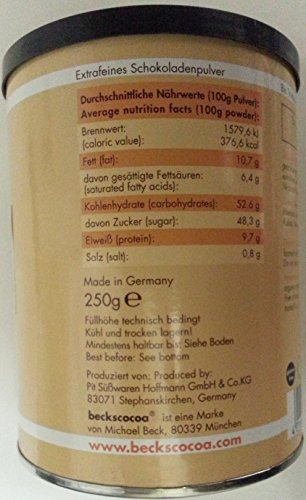 Extrafeines Schokoladenpulver
Durchschnittliche Nährwerte (100g Pulver):
Average nutrition facts (100g powder):
Brennwert: 1579,6 kJ
(caloric value): 376,6 kcal
Fett (fat): 10,7 g
davon gesättigte Fettsäuren: 6,4 g
(saturated fatty acids):
Kohlenhydrate (carbohydrates): 52,6 g
davon Zucker (sugar): 48,3 g
Eiweiß (protein): 9,7 g
Salz (salt): 0,8 g
Made in Germany
250g ℮
Füllhöhe technisch bedingt
Kühl und trocken lagern!
Mindestens haltbar bis: Siehe Boden
Best before: See bottom
Produziert von: Produced by:
Pit Süßwaren Hoffmann GmbH & Co.KG
83071 Stephanskirchen, Germany
beckscocoa® ist eine Marke
von Michael Beck, 80339 München
www.beckscocoa.com